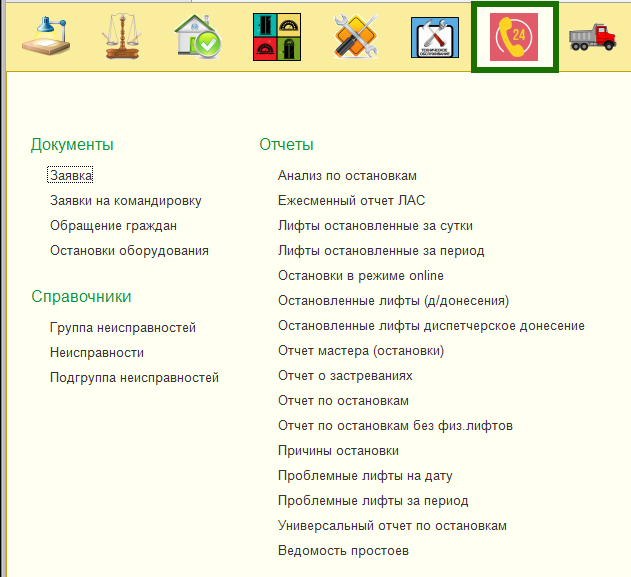 ТЕХНИЧЕСКОЕ
ОБСЛУЖИВАНИЕ
24
Документы
Заявка
Заявки на командировку
Обращение граждан
Остановки оборудования
Справочники
Группа неисправностей
Неисправности
Подгруппа неисправностей
Отчеты
Анализ по остановкам
Ежесменный отчет ЛАС
Лифты остановленные за сутки
Лифты остановленные за период
Остановки в режиме online
Остановленные лифты (д/донесения)
Остановленные лифты диспетчерское донесение
Отчет мастера (остановки)
Отчет о застреваниях
Отчет по остановкам
Отчет по остановкам без физ.лифтов
Причины остановки
Проблемные лифты на дату
Проблемные лифты за период
Универсальный отчет по остановкам
Ведомость простоев